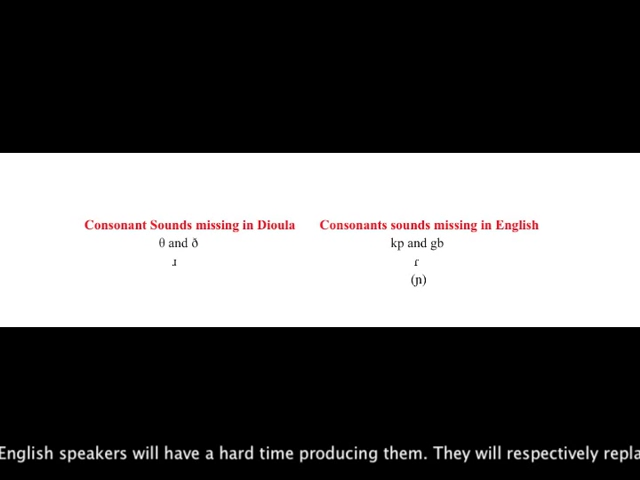 Consonant Sounds missing in Dioula
θ and ð
ɹ
Consonants sounds missing in English
kp and gb
ɾ
(ɲ)
English speakers will have a hard time producing them. They will respectively repla